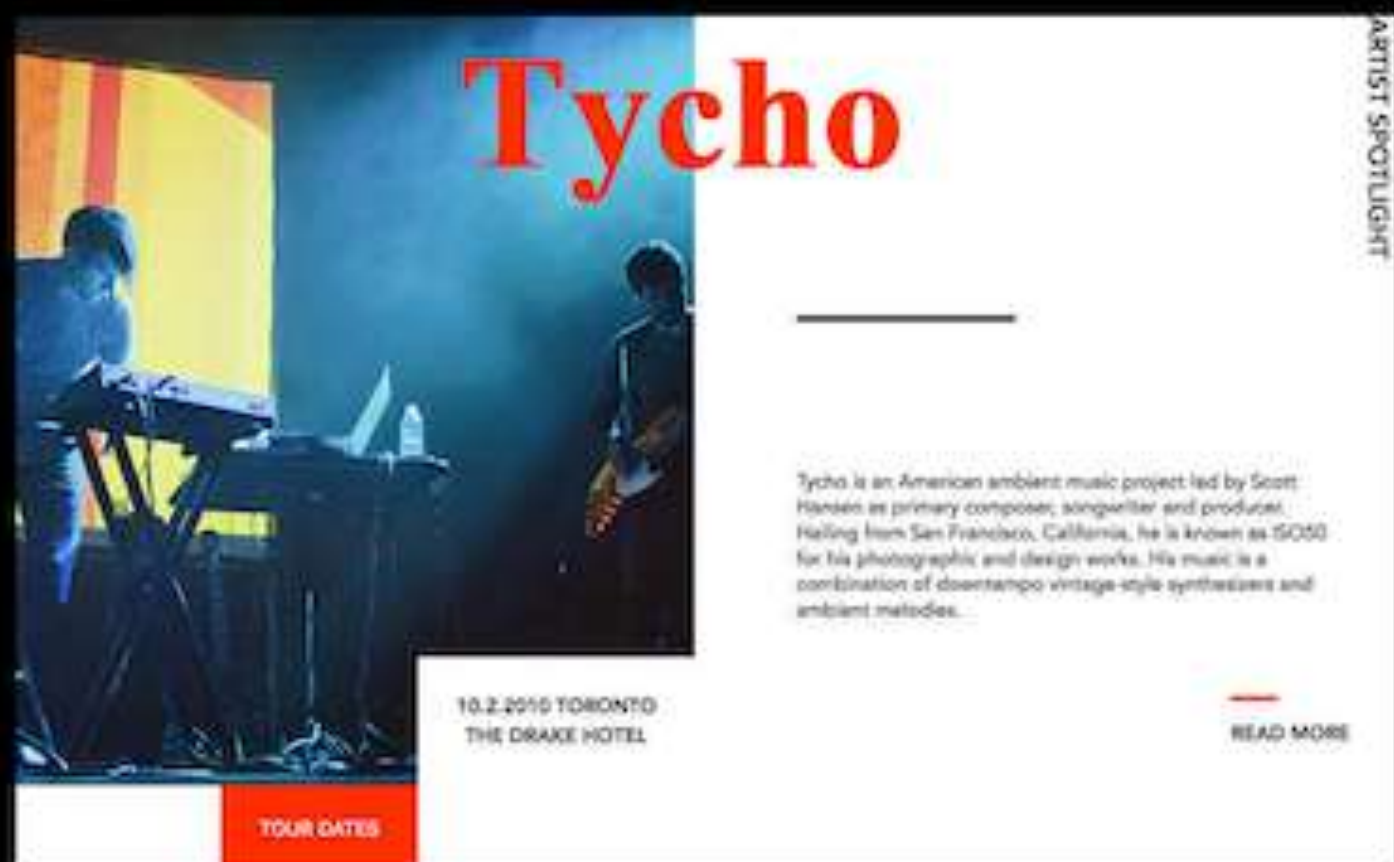 Tycho
ARTIST SPOTLIGHT
Tycho is an American ambient music project led by Scott
Hansen as primary composer, songwriter and producer.
Hailing from San Francisco, California, he is known as ISO50
for his photographic and design works. His music is a
combination of downtempo vintage-style synthesizers and
ambient melodies.
10.2.2010 TORONTO
THE DRAKE HOTEL
READ MORE
TOUR DATES